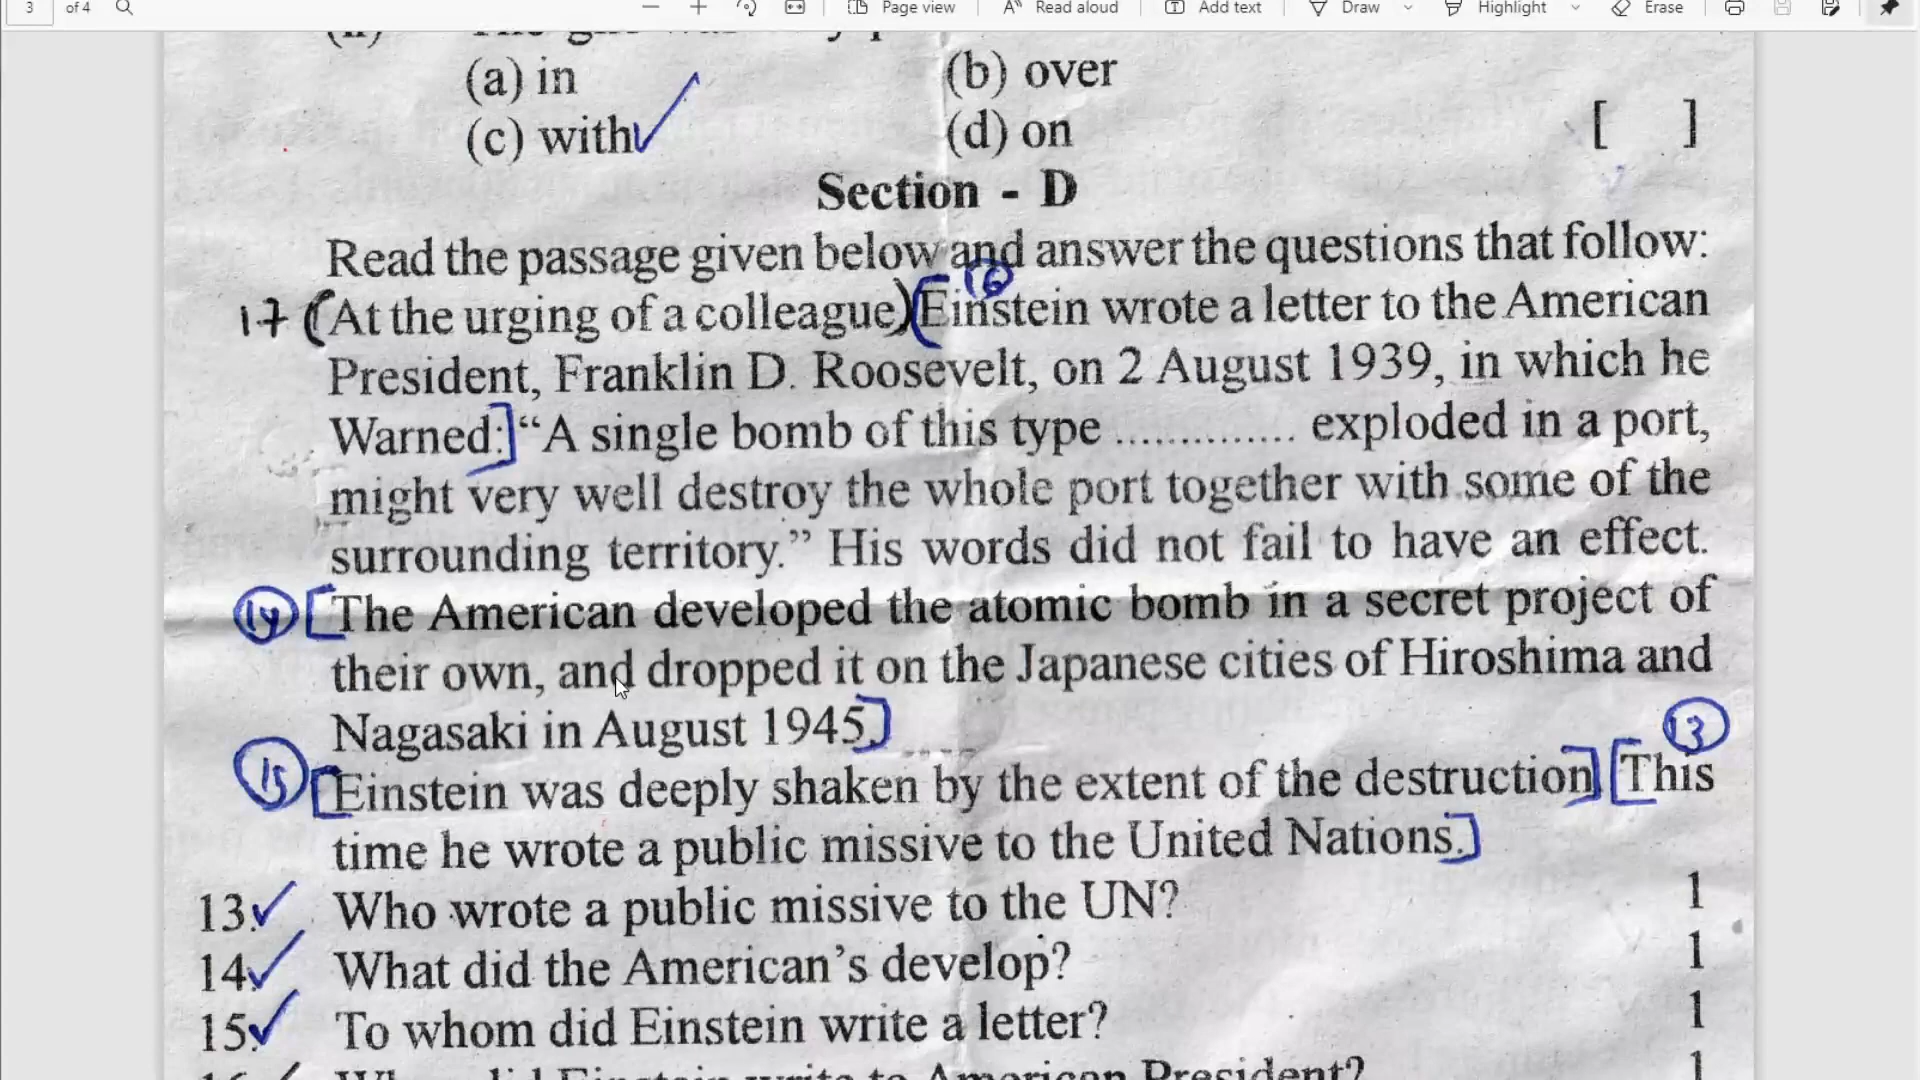 3 of 4 Page view Read aloud Add text Draw Highlight Erase
(a) in (b) over
(c) with (d) on [ ]
Section - D
Read the passage given below and answer the questions that follow:
17 (At the urging of a colleague) [Einstein wrote a letter to the American
16
President, Franklin D. Roosevelt, on 2 August 1939, in which he
Warned:] “A single bomb of this type .............. exploded in a port,
might very well destroy the whole port together with some of the
surrounding territory.” His words did not fail to have an effect.
14 [The American developed the atomic bomb in a secret project of
their own, and dropped it on the Japanese cities of Hiroshima and
Nagasaki in August 1945]
13
15 [Einstein was deeply shaken by the extent of the destruction] [This
time he wrote a public missive to the United Nations.]
13. Who wrote a public missive to the UN? 1
14. What did the American’s develop? 1
15. To whom did Einstein write a letter? 1
Einstein write to American President? 1